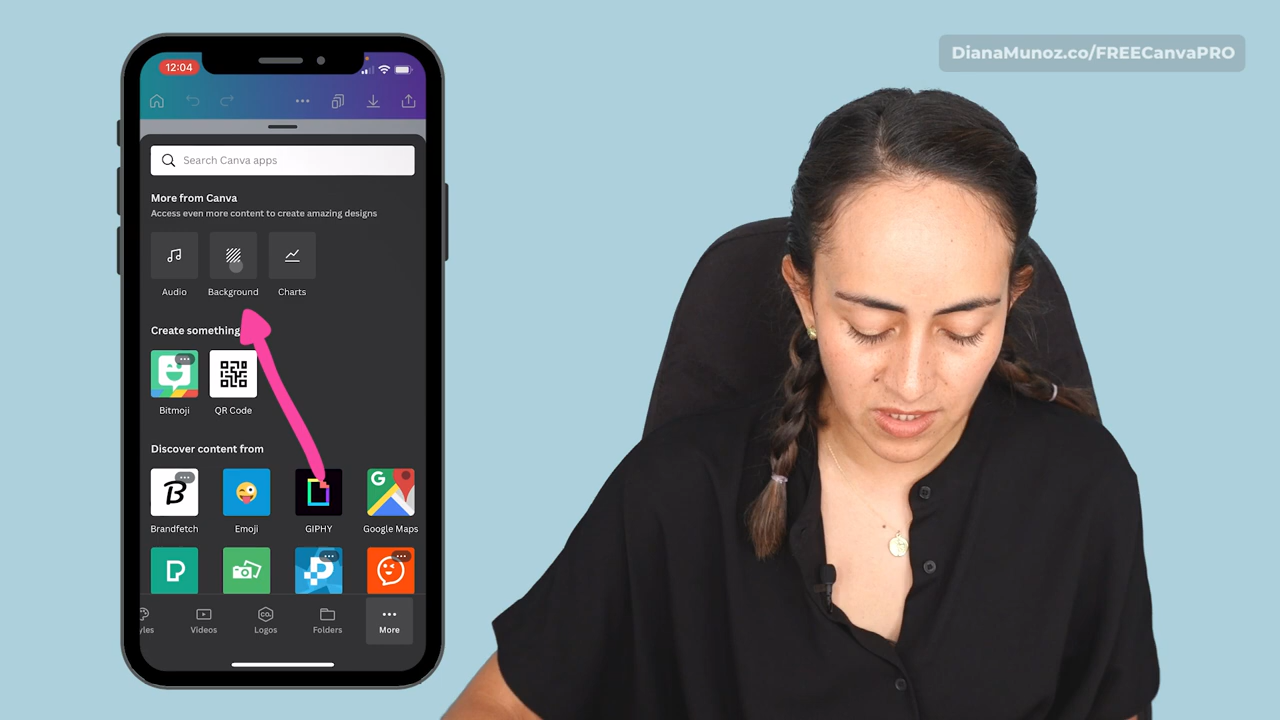 DianaMunoz.co/FREECanvaPRO
12:04
Search Canva apps
More from Canva
Access even more content to create amazing designs
Audio
Background
Charts
Create something
Bitmoji
QR Code
Discover content from
B
G
Brandfetch
Emoji
GIPHY
Google Maps
P
yles
Videos
CO.
Logos
Folders
More